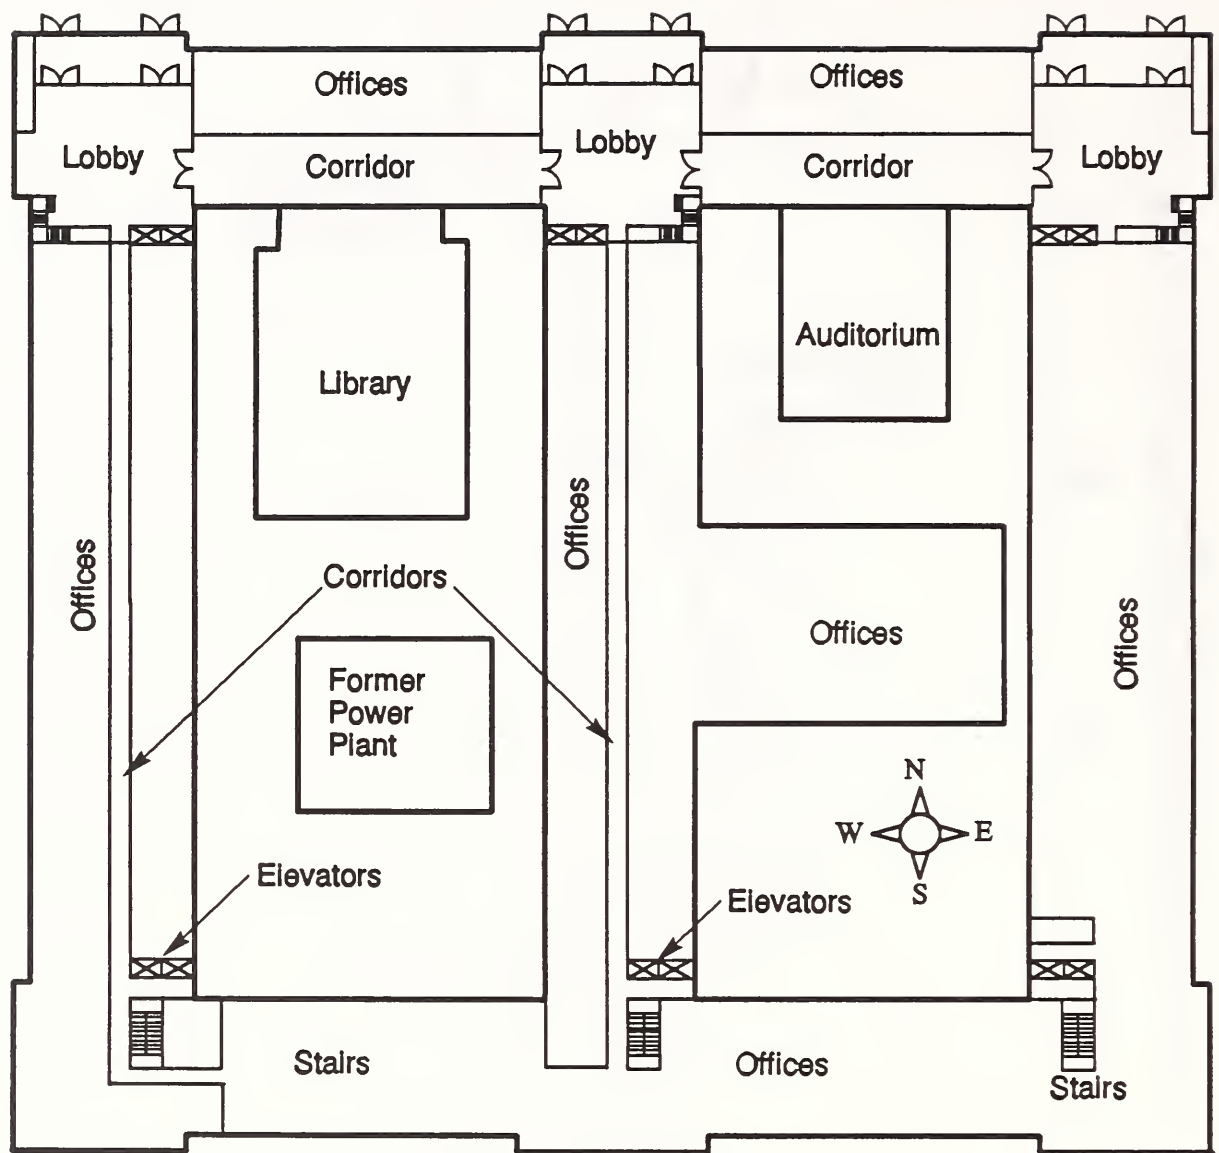 Offices
Offices
Lobby
Corridor
Lobby
Corridor
Lobby
Library
Auditorium
Offices
Offices
Corridors
Offices
Offices
Former
Power
Plant
N
W E
S
Elevators
Elevators
Stairs
Offices
Stairs